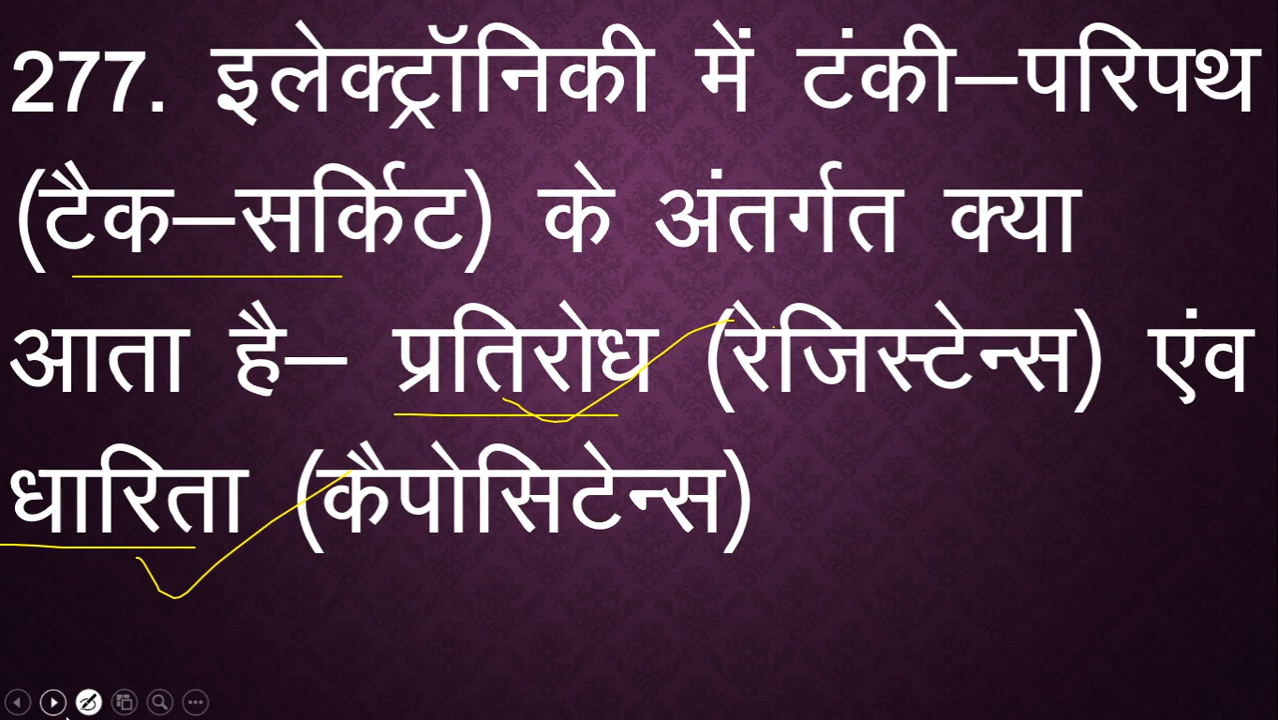 277. इलेक्ट्रॉनिकी में टंकी–परिपथ
(टैक–सर्किट) के अंतर्गत क्या
आता है– प्रतिरोध (रेजिस्टेन्स) एंव
धारिता (कैपोसिटेन्स)